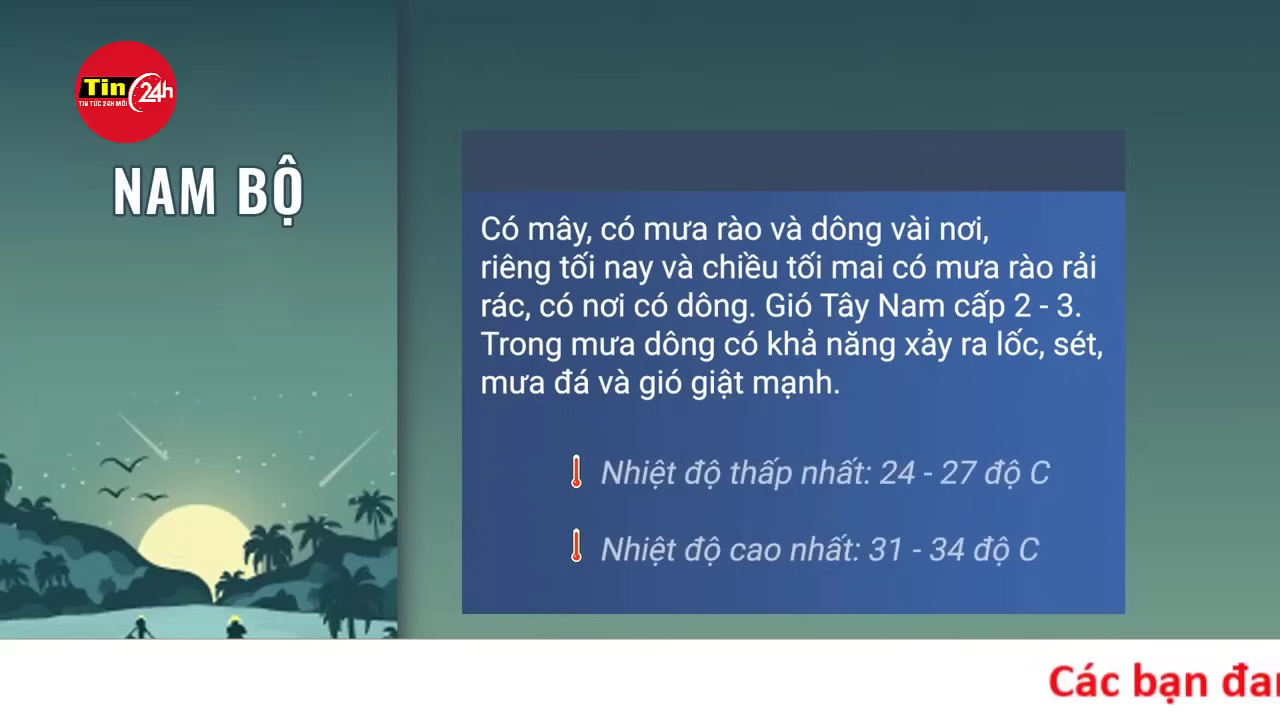 Tin 24h
TIN TỨC 24H MỚI
NAM BỘ
Có mây, có mưa rào và dông vài nơi,
riêng tối nay và chiều tối mai có mưa rào rải
rác, có nơi có dông. Gió Tây Nam cấp 2 - 3.
Trong mưa dông có khả năng xảy ra lốc, sét,
mưa đá và gió giật mạnh.
Nhiệt độ thấp nhất: 24 - 27 độ C
Nhiệt độ cao nhất: 31 - 34 độ C
Các bạn